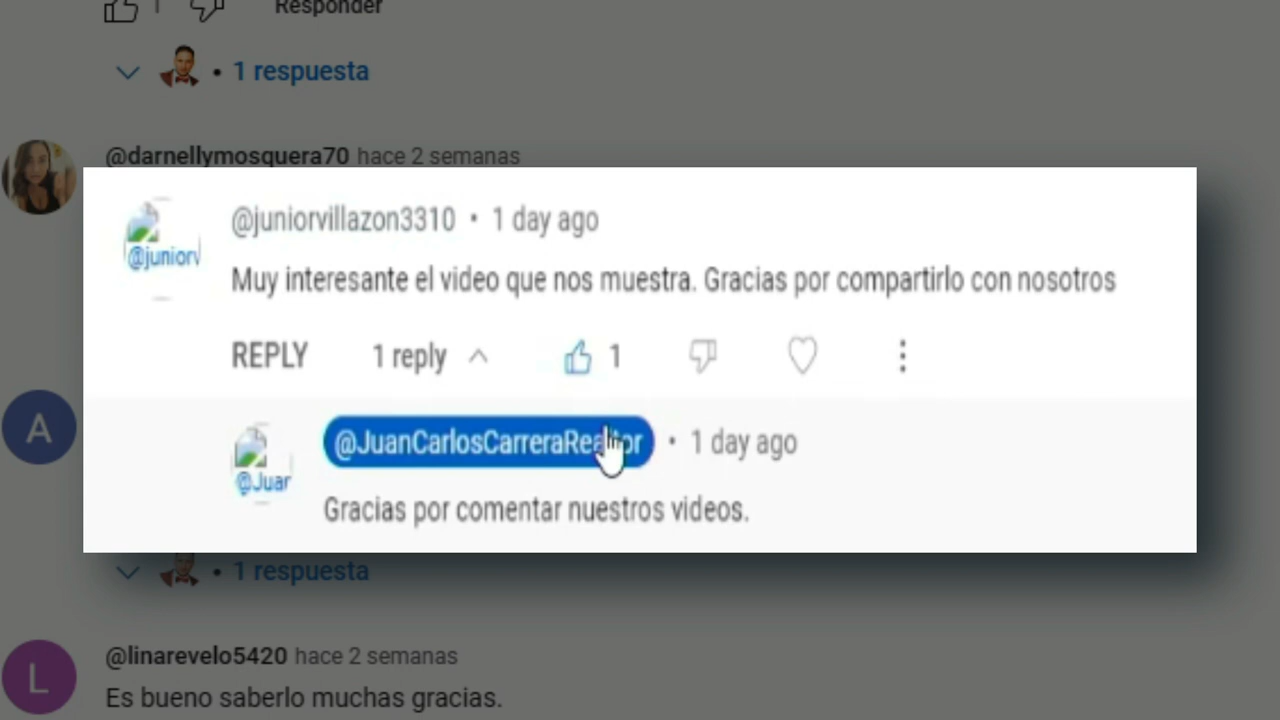 1 Responder
• 1 respuesta
@darnellymosquera70 hace 2 semanas
@juniorvillazon3310 • 1 day ago
@junior
Muy interesante el video que nos muestra. Gracias por compartirlo con nosotros
REPLY 1 reply 1
@JuanCarlosCarreraRealtor • 1 day ago
@Juar
Gracias por comentar nuestros videos.
A
• 1 respuesta
@linarevelo5420 hace 2 semanas
L
Es bueno saberlo muchas gracias.